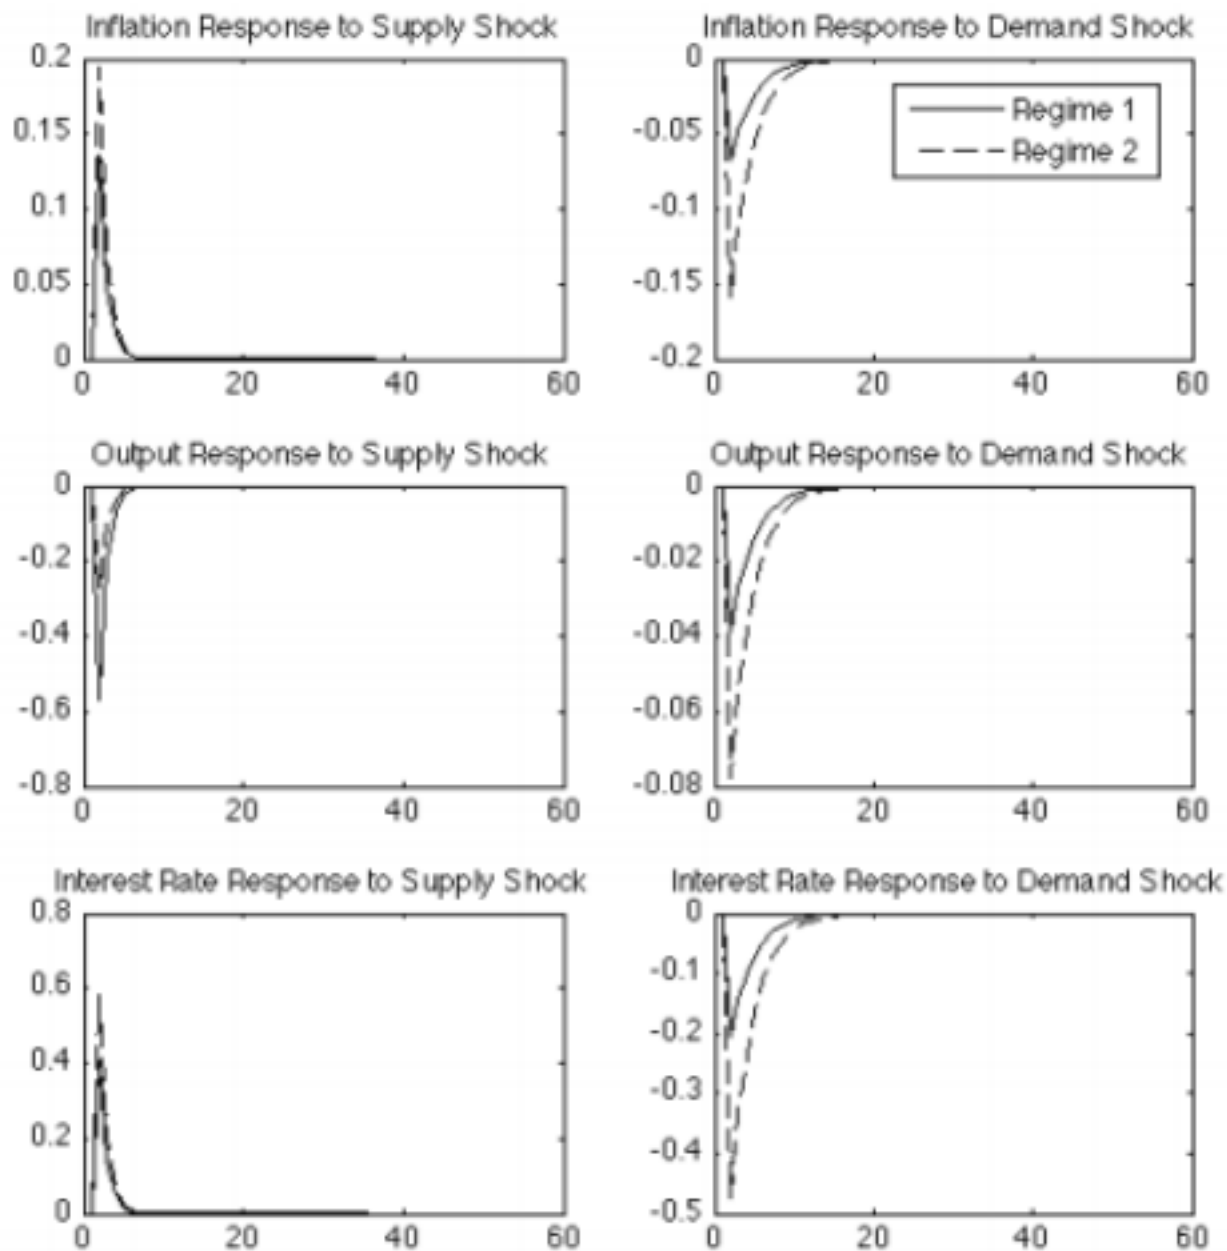 Inflation Response to Supply Shock
0.2
0.15
0.1
0.05
0
0 20 40 60
Inflation Response to Demand Shock
0
-0.05
-0.1
-0.15
-0.2
Regime 1
Regime 2
0 20 40 60
Output Response to Supply Shock
0
-0.2
-0.4
-0.6
-0.8
0 20 40 60
Output Response to Demand Shock
0
-0.02
-0.04
-0.06
-0.08
0 20 40 60
Interest Rate Response to Supply Shock
0.8
0.6
0.4
0.2
0
0 20 40 60
Interest Rate Response to Demand Shock
0
-0.1
-0.2
-0.3
-0.4
-0.5
0 20 40 60